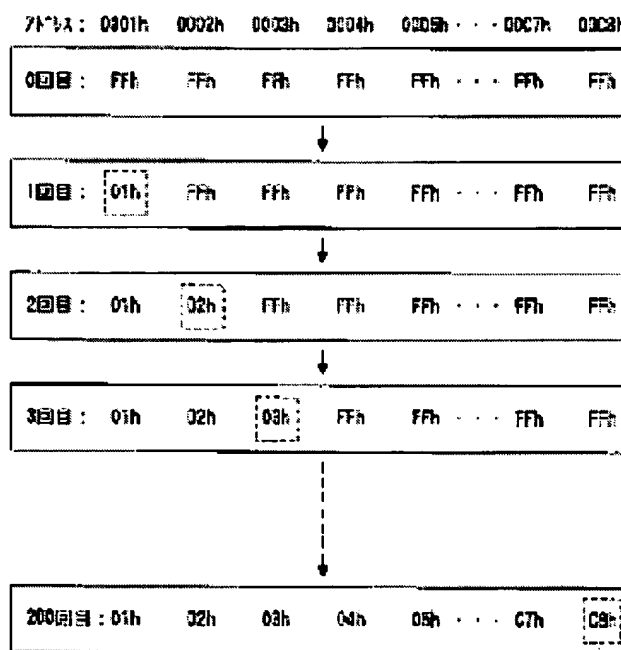 アドレス: 0001h 0002h 0003h 0004h 0005h ・・・ 00C7h 00C8h
0回目: FFh FFh FFh FFh FFh ・・・ FFh FFh
1回目: 01h FFh FFh FFh FFh ・・・ FFh FFh
2回目: 01h 02h FFh FFh FFh ・・・ FFh FFh
3回目: 01h 02h 03h FFh FFh ・・・ FFh FFh
200回目: 01h 02h 03h 04h 05h ・・・ C7h C8h